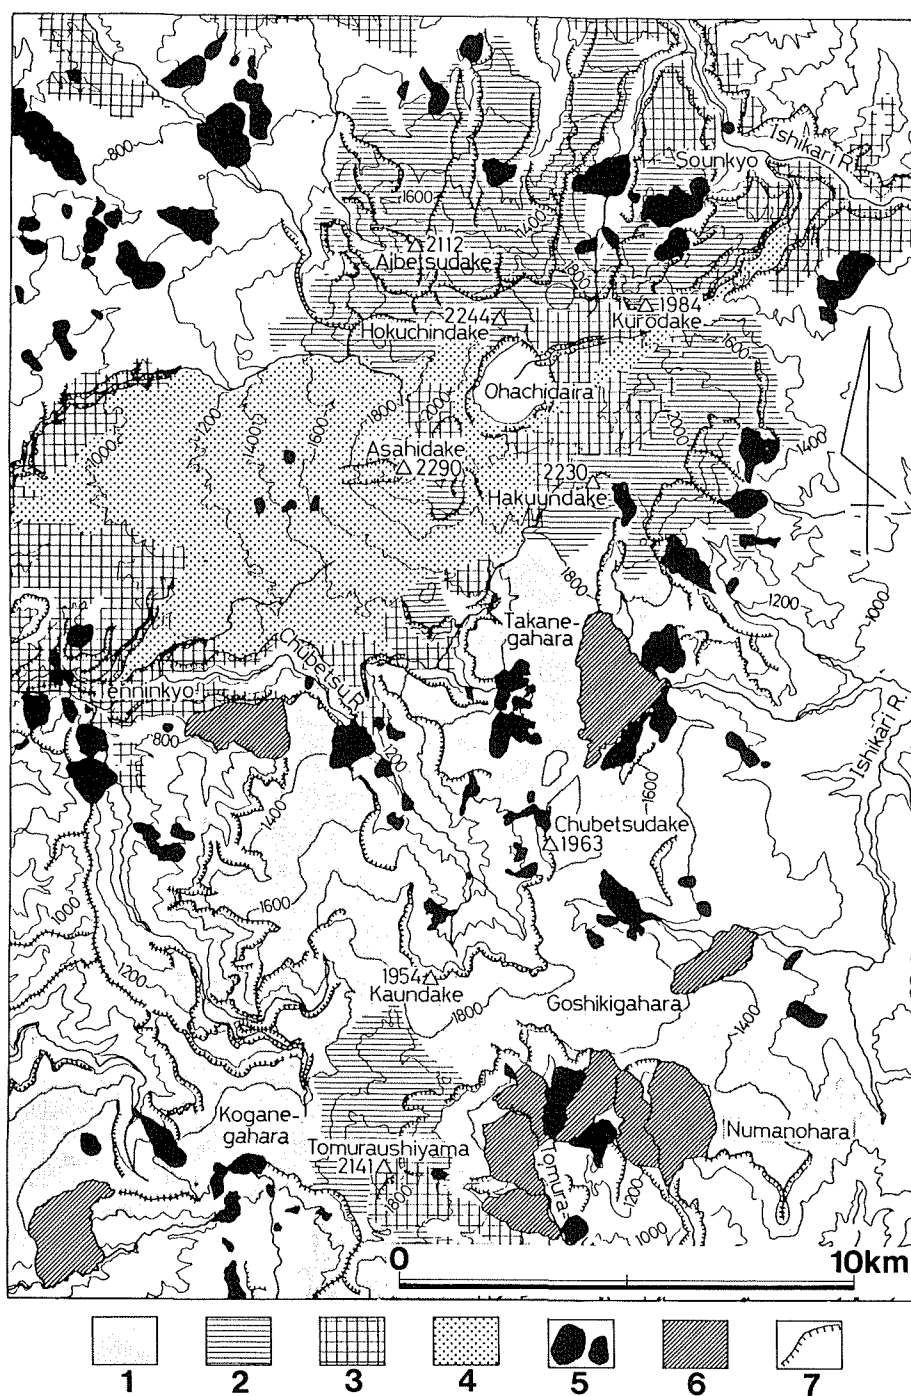 800
Ishikari R.
Sounkyo
1600
1400
2112
Aibetsudake
1800
2244
1984
Hokuchindake
Kurodake
1600
Ohachidaira
1200
1800
2000
1000
1400
1600
2000
Asahidake
2290
2230
Hakuundake
1400
1800
1200
1000
Takane-
gahara
Chubetsu R.
Tenninkyo
800
1200
Ishikari R.
1400
1600
Chubetsudake
1963
1600
1000
1200
1954
Kaundake
1800
Goshikigahara
1400
Kogane-
gahara
Numanohara
Tomuraushiyama
2141
Tomura-
1800
1200
1000
0 10km
1 2 3 4 5 6 7